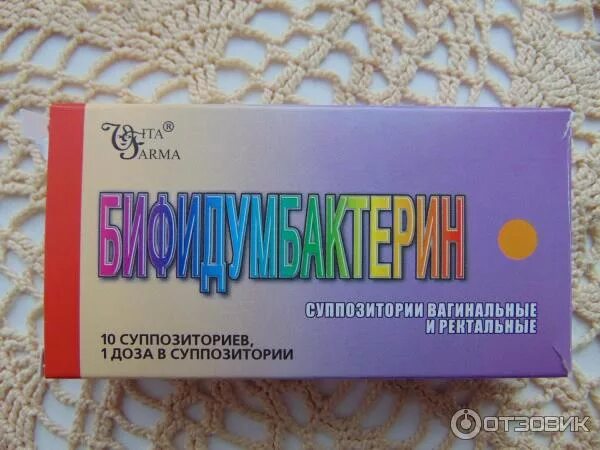 VITA®
FARMA
БИФИДУМБАКТЕРИН
СУППОЗИТОРИИ ВАГИНАЛЬНЫЕ
И РЕКТАЛЬНЫЕ
10 СУППОЗИТОРИЕВ,
1 ДОЗА В СУППОЗИТОРИИ
ОТЗОВИК